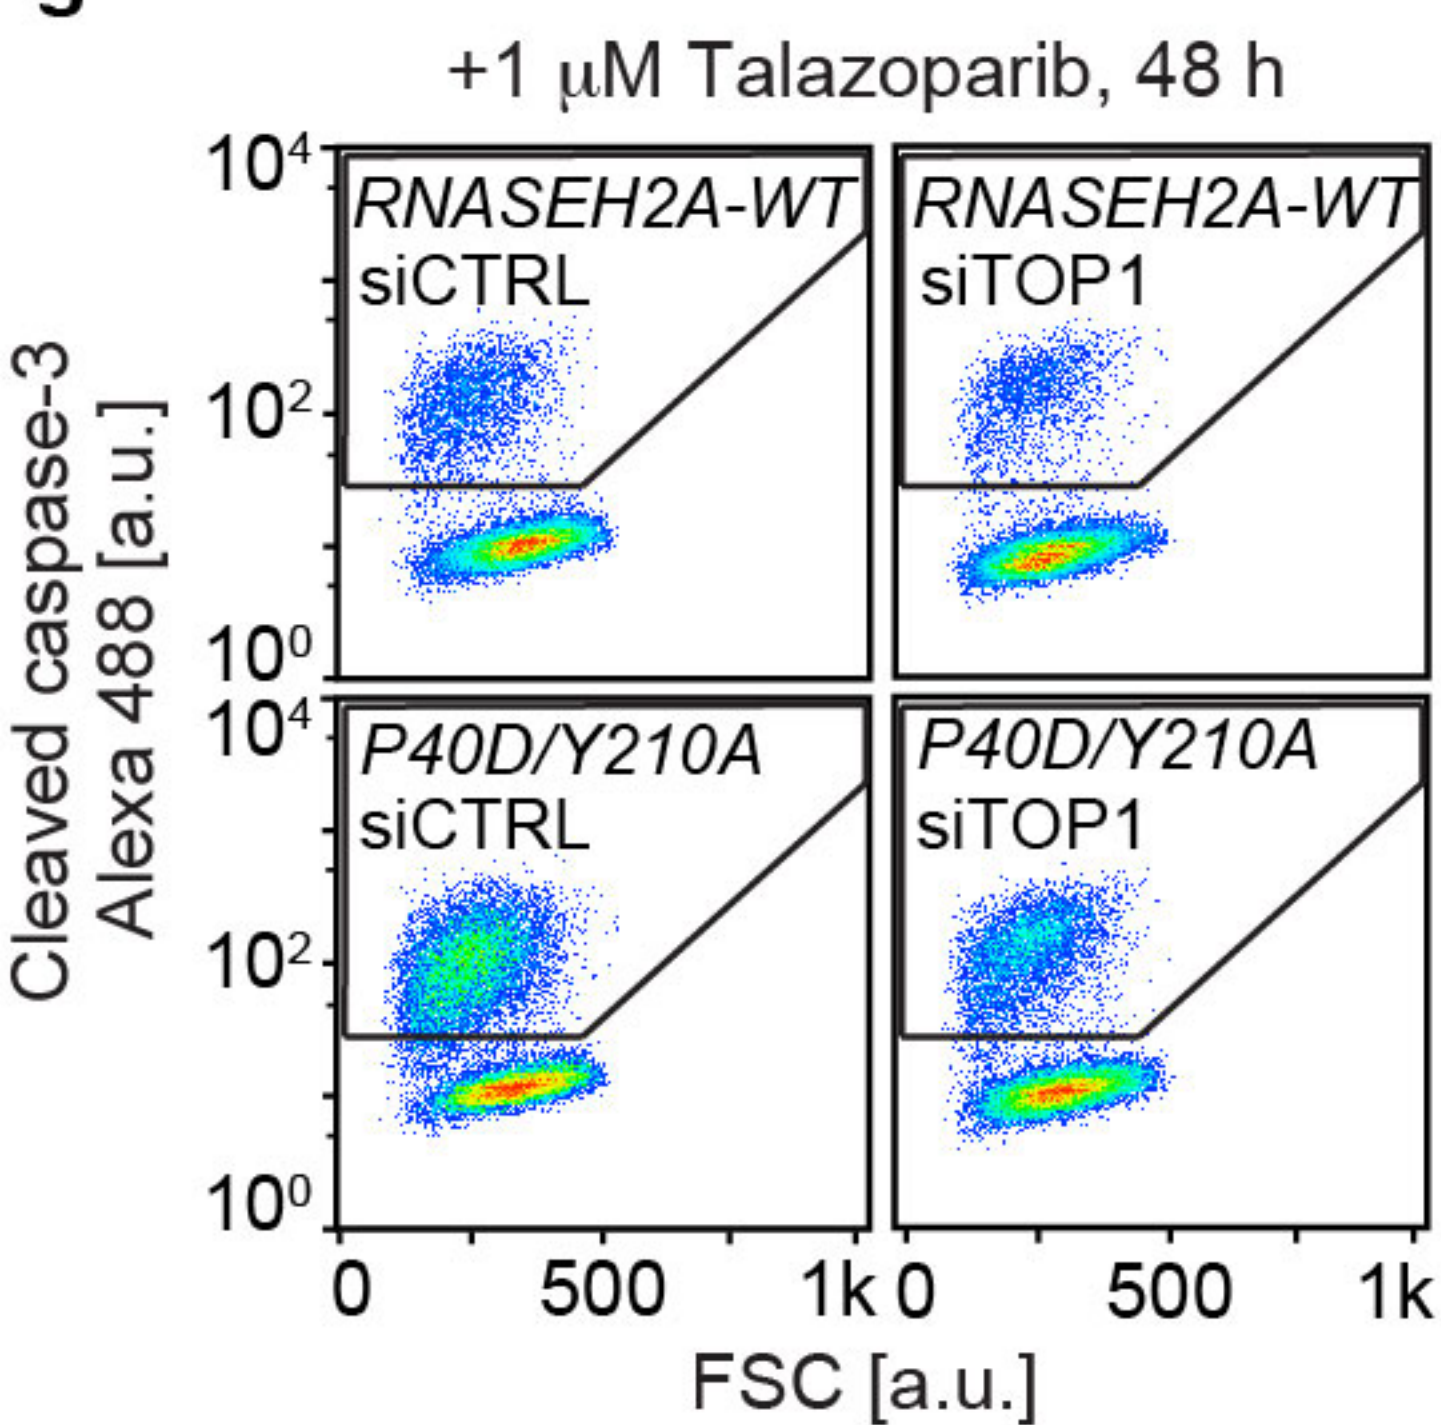 +1 μM Talazoparib, 48 h
Cleaved caspase-3
Alexa 488 [a.u.]
10⁴
10²
10⁰
RNASEH2A-WT
siCTRL
RNASEH2A-WT
siTOP1
10⁴
10²
10⁰
P40D/Y210A
siCTRL
P40D/Y210A
siTOP1
0 500 1k
0 500 1k
FSC [a.u.]